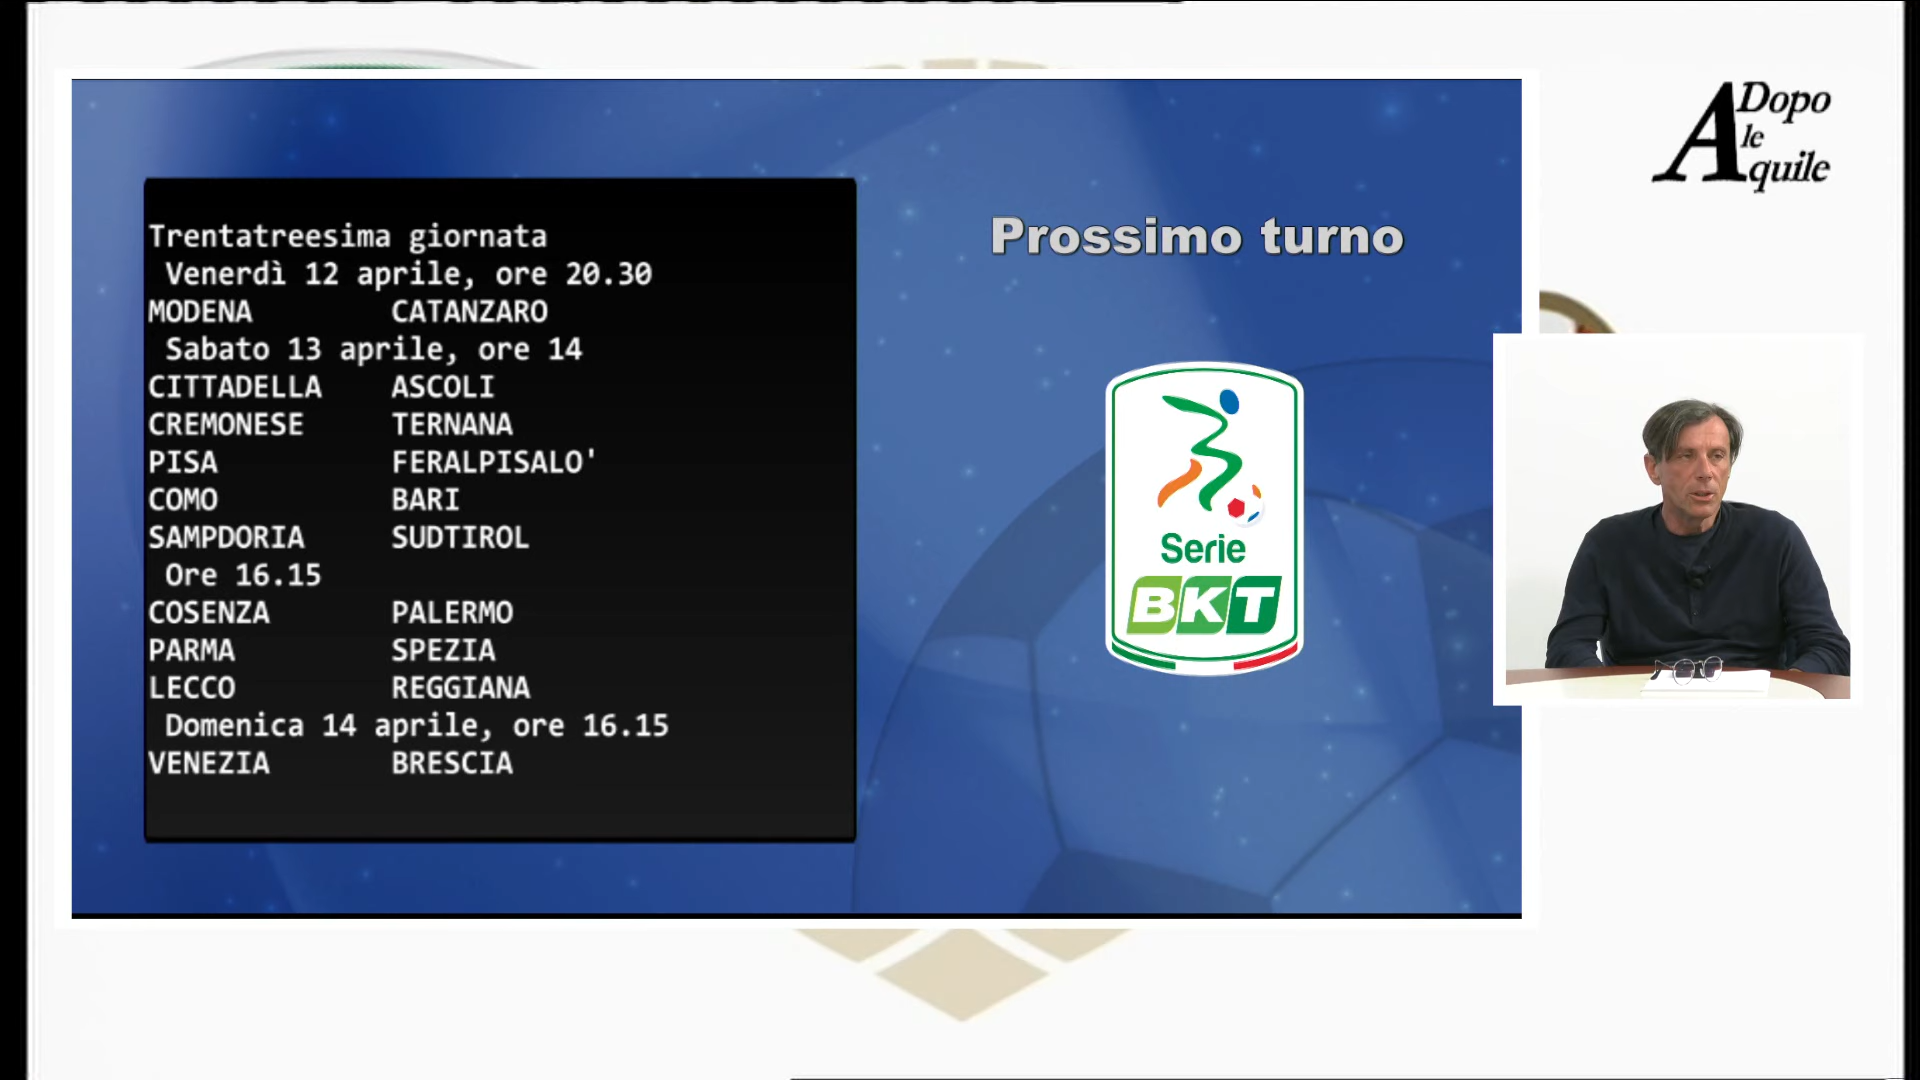 Trentatreesima giornata
Venerdì 12 aprile, ore 20.30
MODENA CATANZARO
Sabato 13 aprile, ore 14
CITTADELLA ASCOLI
CREMONESE TERNANA
PISA FERALPISALO'
COMO BARI
SAMPDORIA SUDTIROL
Ore 16.15
COSENZA PALERMO
PARMA SPEZIA
LECCO REGGIANA
Domenica 14 aprile, ore 16.15
VENEZIA BRESCIA
Prossimo turno
Serie
BKT
Dopo
le
Aquile